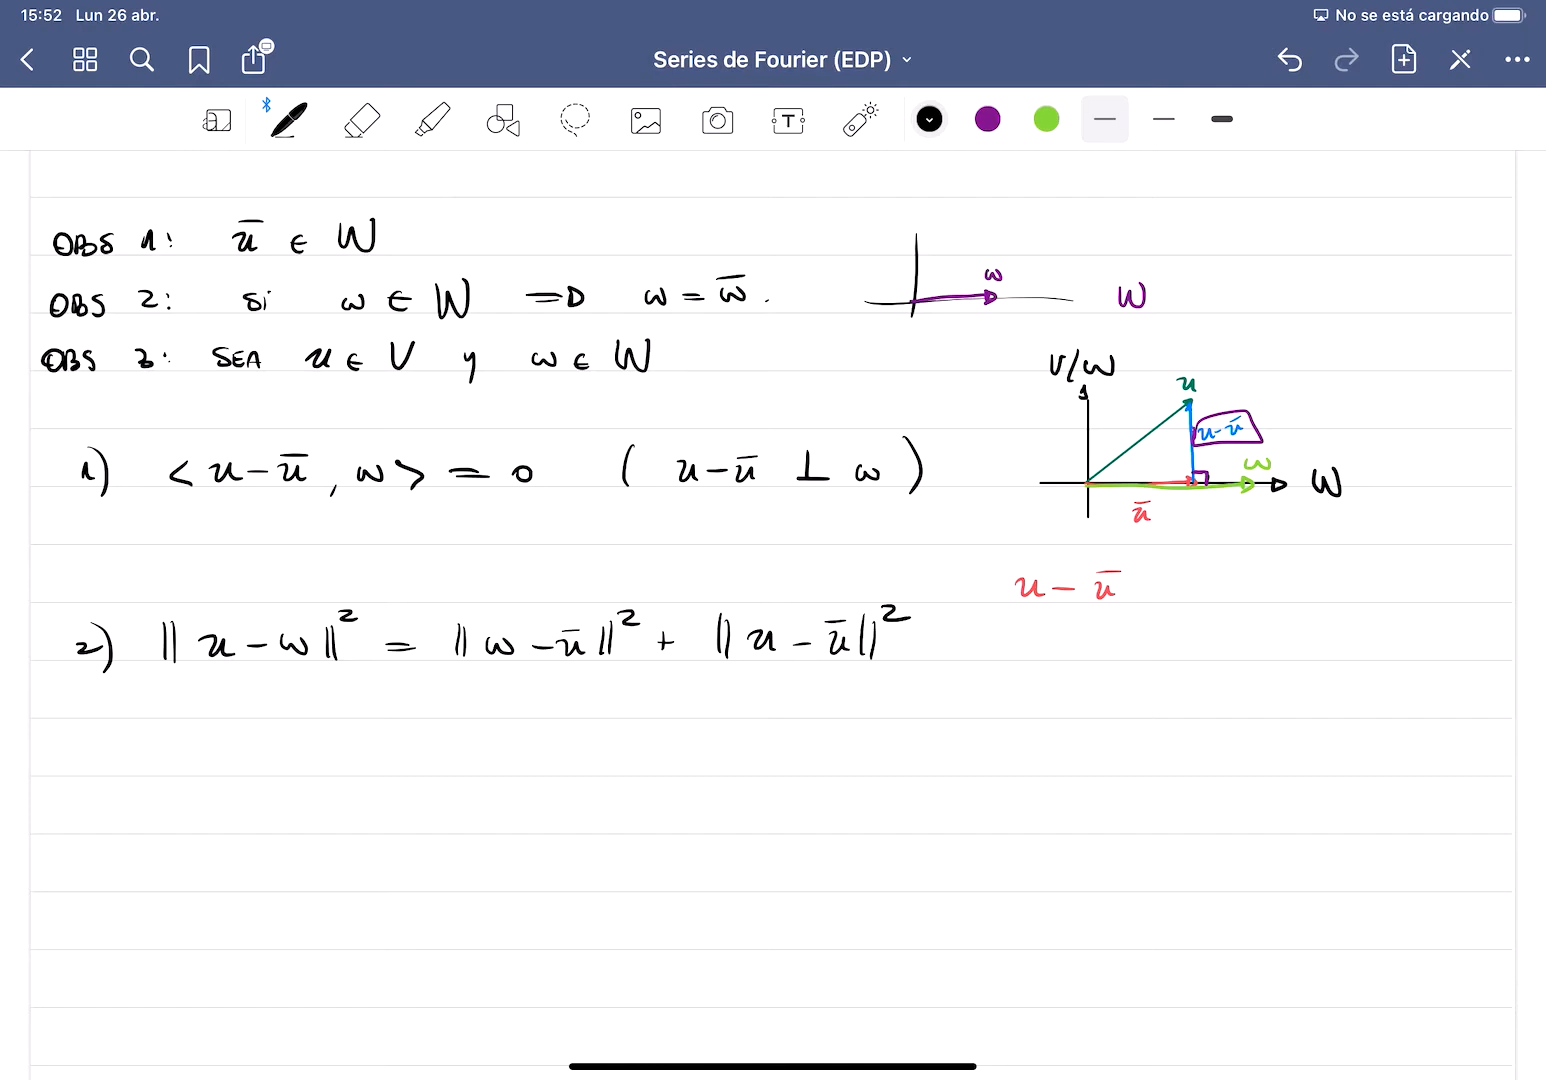 15:52 Lun 26 abr.
No se está cargando
Series de Fourier (EDP)
T
OBS 1: ū ∈ W
OBS 2: SI ω ∈ W ⇒ ω = ω̄.
ω
W
OBS 3: SEA u ∈ V y ω ∈ W
V/W
u
u-ū
ω
W
ū
1) <u-ū, ω> = 0 (u-ū ⊥ ω)
u - ū
2) ||u-ω||² = ||ω-ū||² + ||u-ū||²